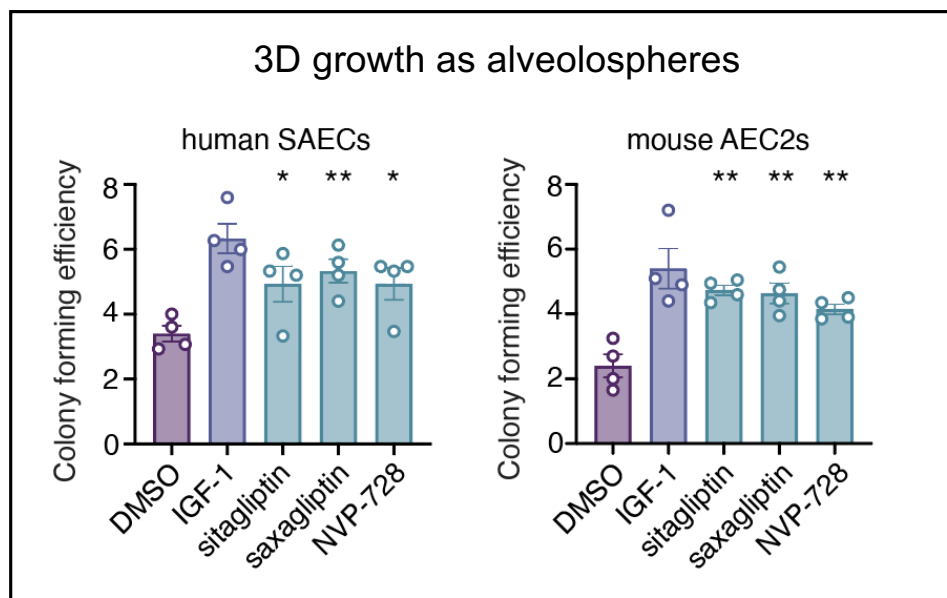 3D growth as alveolospheres
human SAECs
* ** *
Colony forming efficiency
8
6
4
2
0
DMSO
IGF-1
sitagliptin
saxagliptin
NVP-728
mouse AEC2s
** ** **
Colony forming efficiency
8
6
4
2
0
DMSO
IGF-1
sitagliptin
saxagliptin
NVP-728